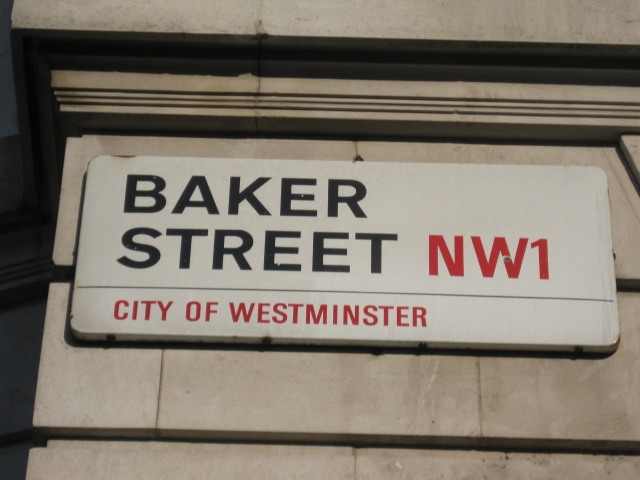 BAKER
STREET NW1
CITY OF WESTMINSTER